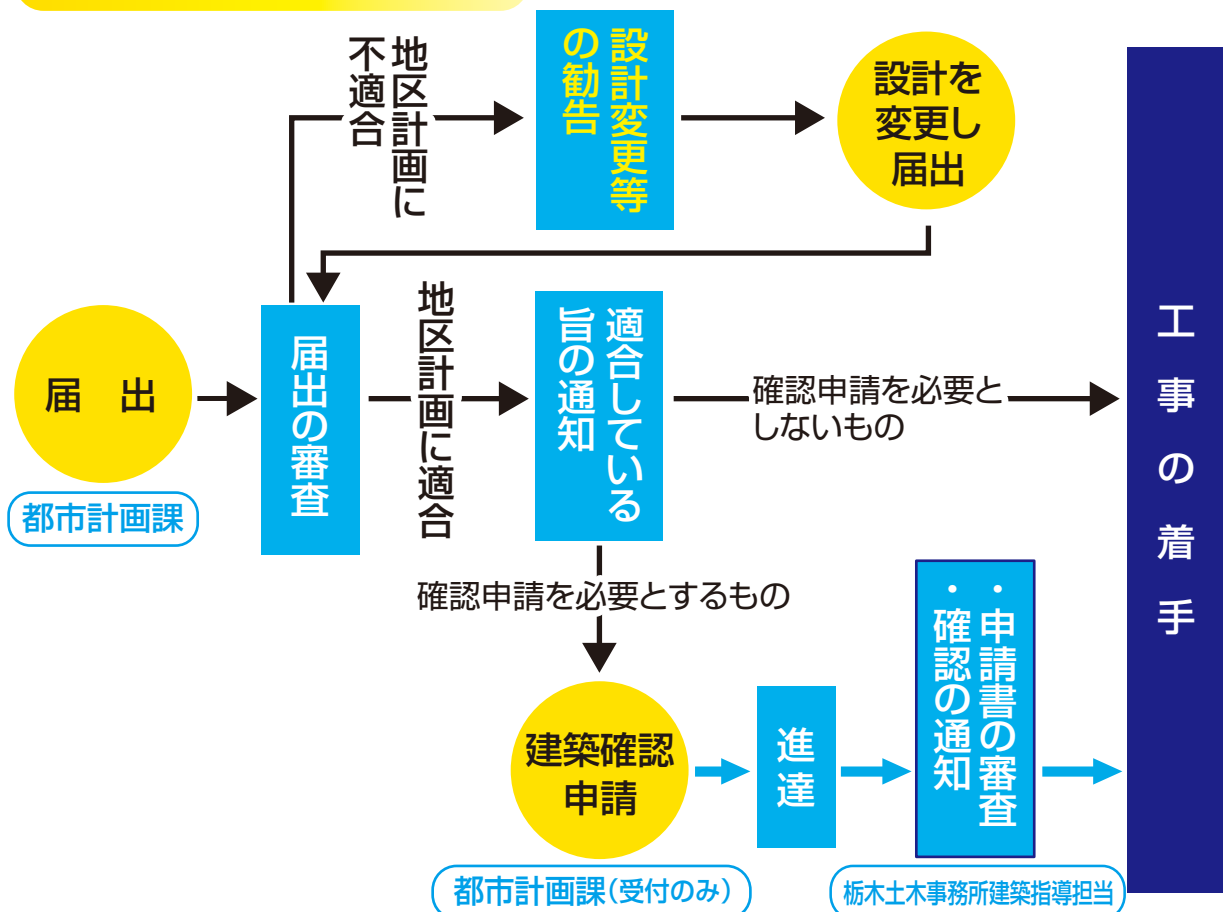 地区計画に
不適合
設計変更等
の勧告
設計を
変更し
届出
届 出
都市計画課
届出の審査
地区計画に適合
適合している
旨の通知
確認申請を必要と
しないもの
確認申請を必要とするもの
建築確認
申請
都市計画課(受付のみ)
進達
・申請書の審査
・確認の通知
栃木土木事務所建築指導担当
工事の着手